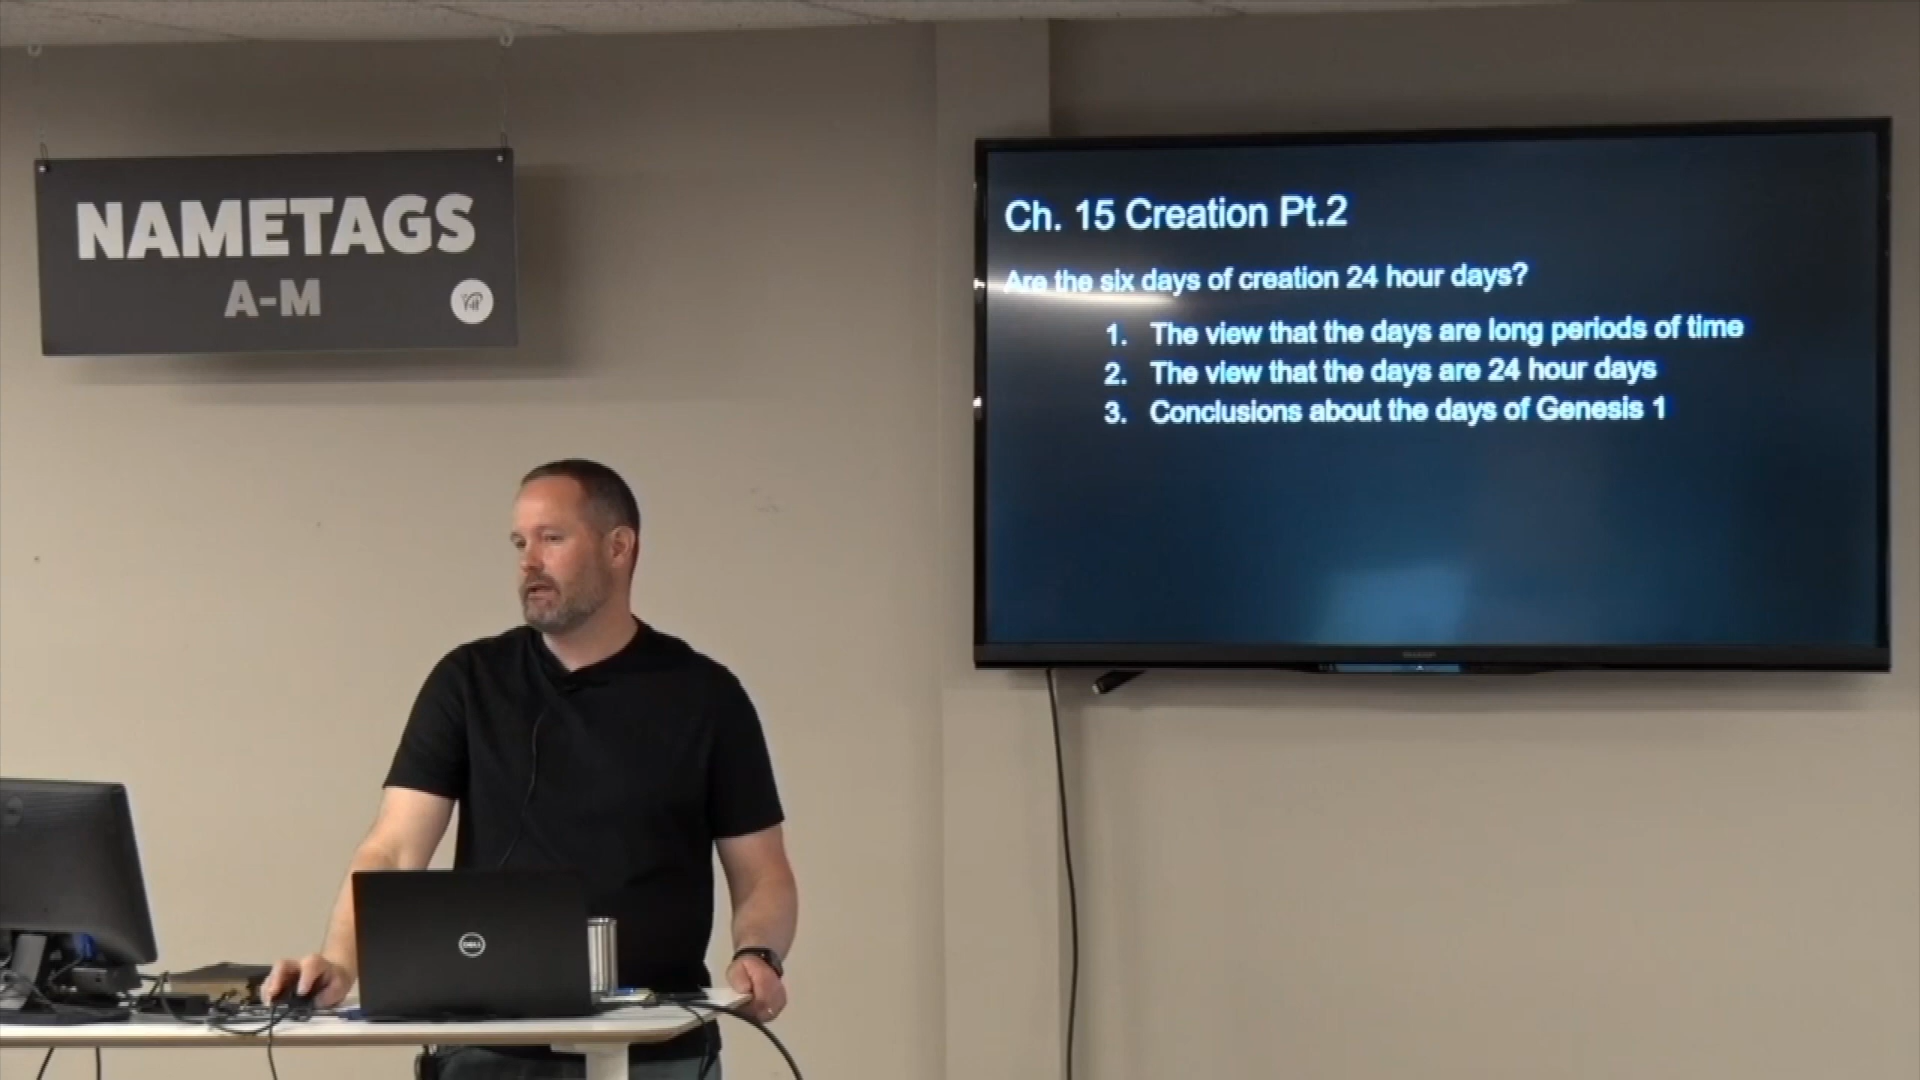 NAMETAGS
A-M
Ch. 15 Creation Pt.2
Are the six days of creation 24 hour days?
1. The view that the days are long periods of time
2. The view that the days are 24 hour days
3. Conclusions about the days of Genesis 1
SHARP
DELL